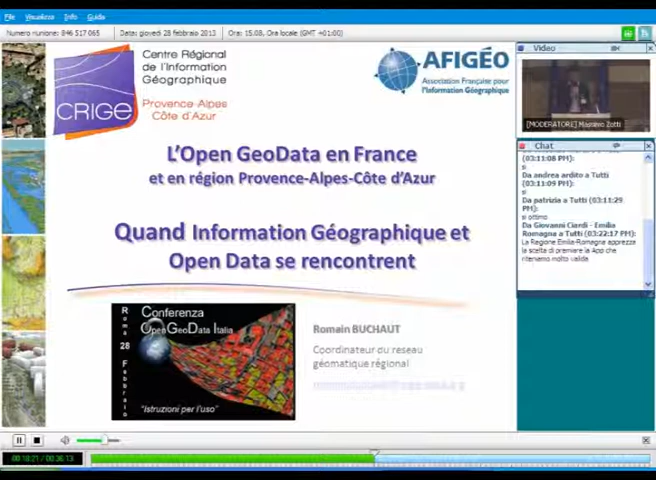 File Visualizza Info Guida
Numero riunione: 846 517 065
Data: giovedì 28 febbraio 2013
Ora: 15.08, Ora locale (GMT +01:00)
Centre Régional
de l'Information
Géographique
CRIGE
Provence-Alpes
Côte d'Azur
AFIGÉO
Association Française pour
l'Information Géographique
L'Open GeoData en France
et en région Provence-Alpes-Côte d'Azur
Quand Information Géographique et
Open Data se rencontrent
Roma 28 Febbraio
Conferenza
OpenGeoData Italia
"Istruzioni per l'uso"
Romain BUCHAUT
Coordinateur du reseau
géomatique régional
Video
[MODERATORE] Massimo Zotti
Chat
(03:11:08 PM):
si
Da andrea ardito a Tutti
(03:11:09 PM):
si
Da patrizia a Tutti (03:11:29
PM):
si ottimo
Da Giovanni Ciardi - Emilia
Romagna a Tutti (03:22:17 PM):
La Regione Emilia-Romagna apprezza
la scelta di premiare la App che
riteniamo molto valida
00:18:21 / 00:36:13